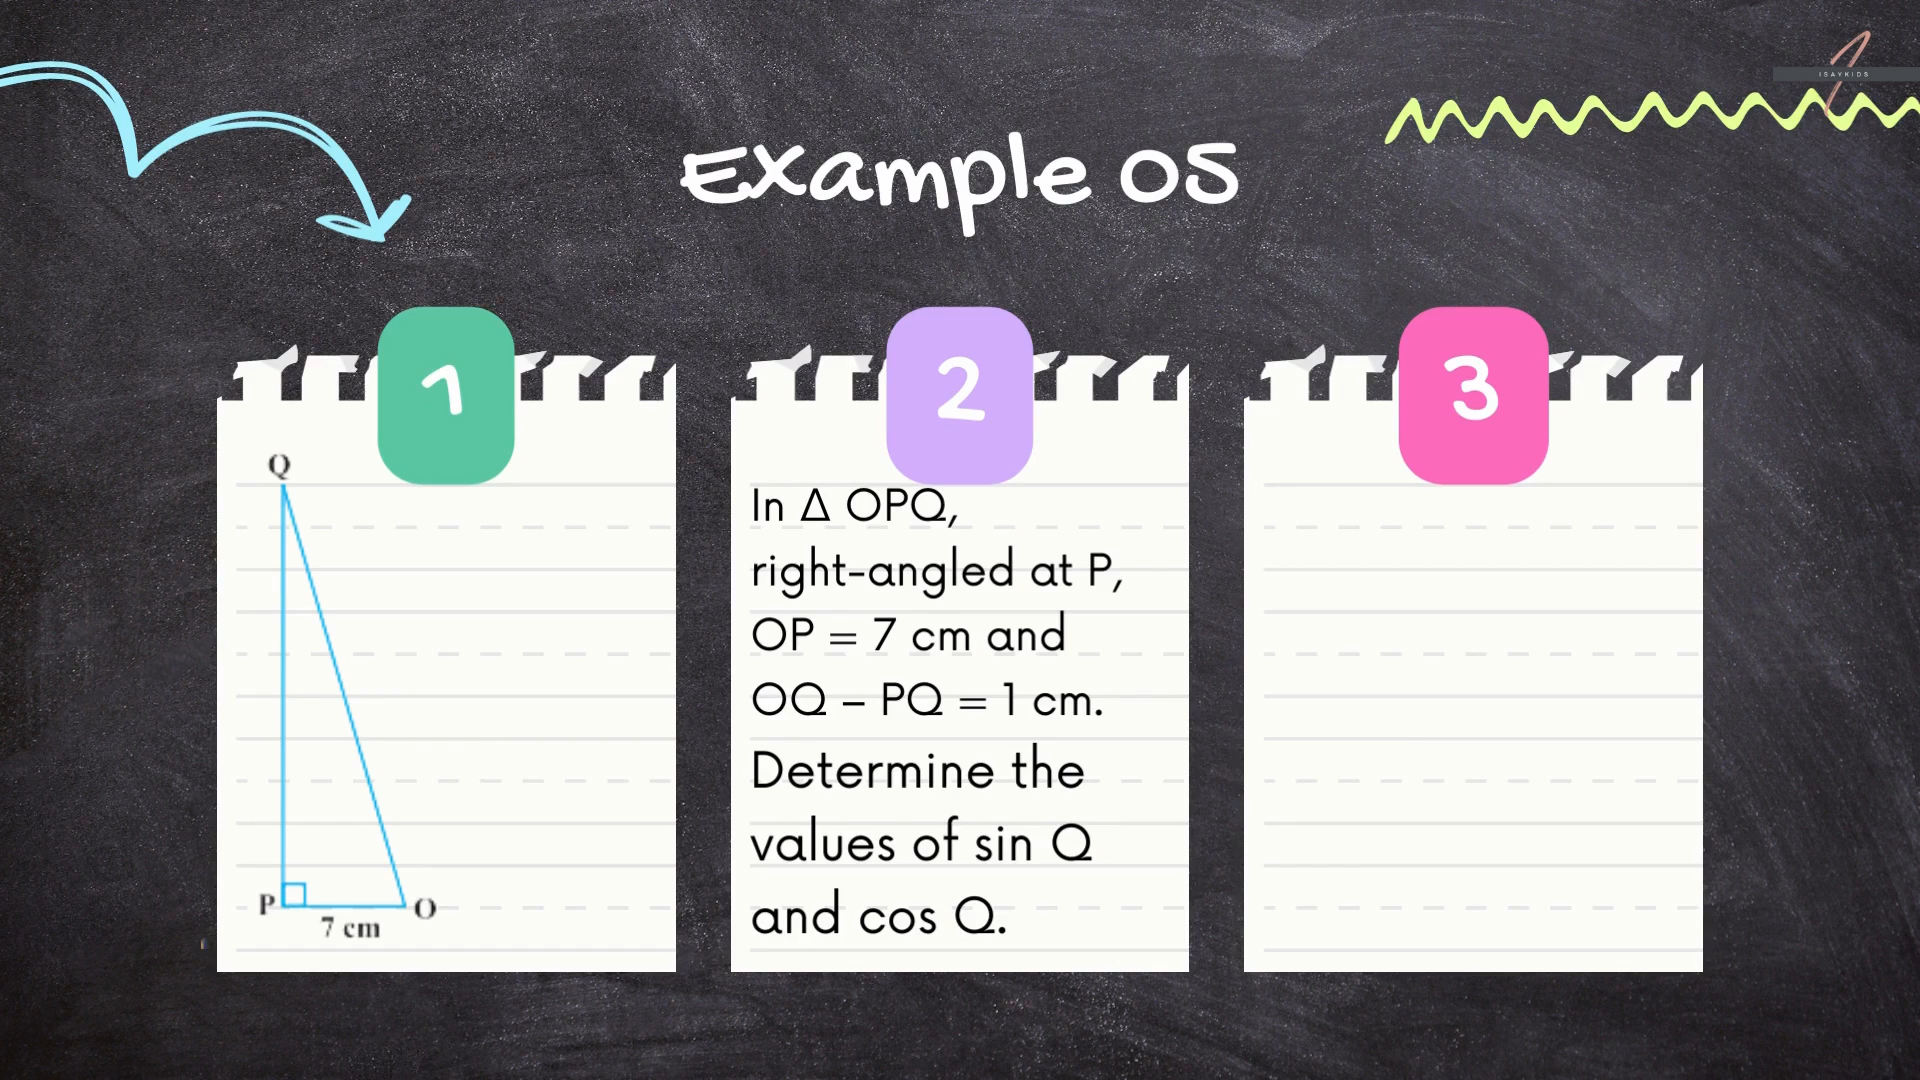 ISAYKIDS
Example 05
1
2
3
Q
P
O
7 cm
In Δ OPQ,
right-angled at P,
OP = 7 cm and
OQ – PQ = 1 cm.
Determine the
values of sin Q
and cos Q.